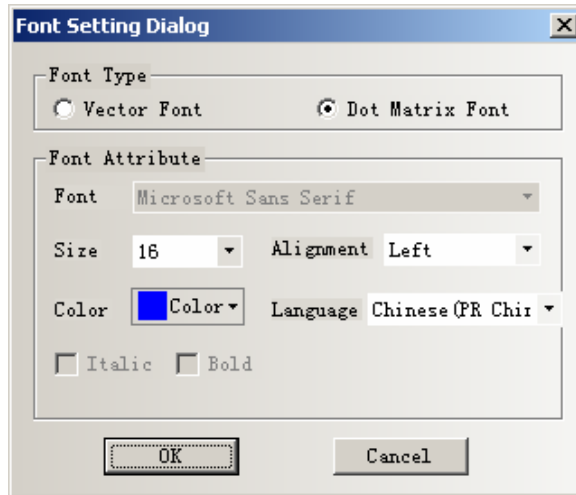 Font Setting Dialog
Font Type
Vector Font Dot Matrix Font
Font Attribute
Font Microsoft Sans Serif
Size 16 Alignment Left
Color Color Language Chinese(PR Chir
Italic Bold
OK Cancel